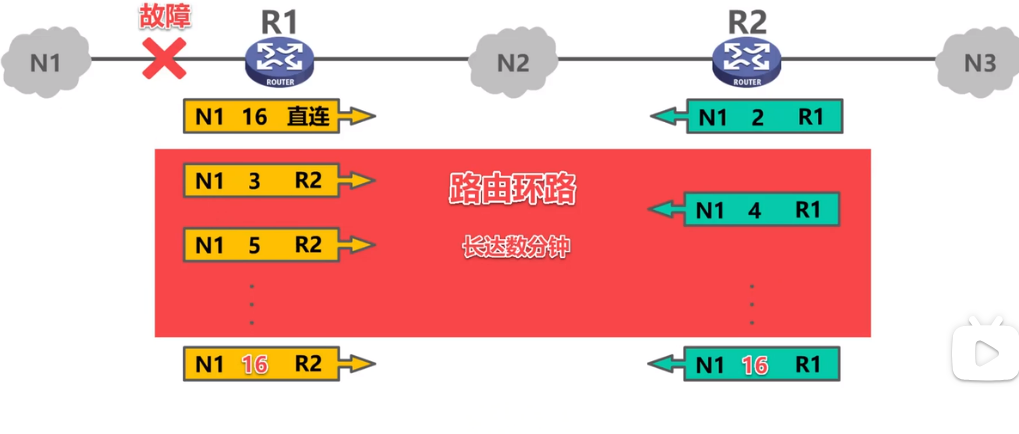 故障
R1
R2
N1
N2
N3
ROUTER
ROUTER
N1 16 直连
N1 2 R1
N1 3 R2
路由环路
N1 4 R1
N1 5 R2
长达数分钟
N1 16 R2
N1 16 R1